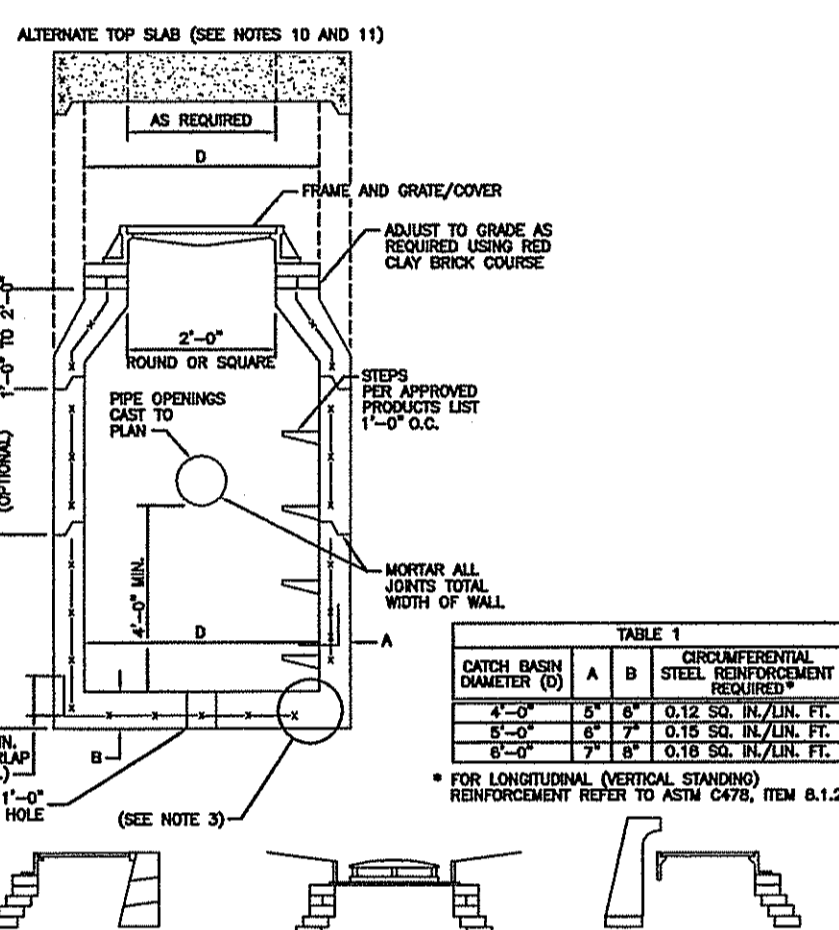 ALTERNATE TOP SLAB (SEE NOTES 10 AND 11)
AS REQUIRED
D
FRAME AND GRATE/COVER
ADJUST TO GRADE AS
REQUIRED USING RED
CLAY BRICK COURSE
1'-0" TO 2'-0"
2'-0"
ROUND OR SQUARE
STEPS
PER APPROVED
PRODUCTS LIST
1'-0" O.C.
PIPE OPENINGS
CAST TO
PLAN
(OPTIONAL)
4'-0" MIN.
MORTAR ALL
JOINTS TOTAL
WIDTH OF WALL
D
A
B
1'-0"
HOLE
(SEE NOTE 3)
TABLE 1
CATCH BASIN
DIAMETER (D)
A
B
CIRCUMFERENTIAL
STEEL REINFORCEMENT
REQUIRED*
4'-0" 5" 6" 0.12 SQ. IN./LIN. FT.
5'-0" 6" 7" 0.15 SQ. IN./LIN. FT.
6'-0" 7" 8" 0.18 SQ. IN./LIN. FT.
* FOR LONGITUDINAL (VERTICAL STANDING)
REINFORCEMENT REFER TO ASTM C478, ITEM 8.1.2